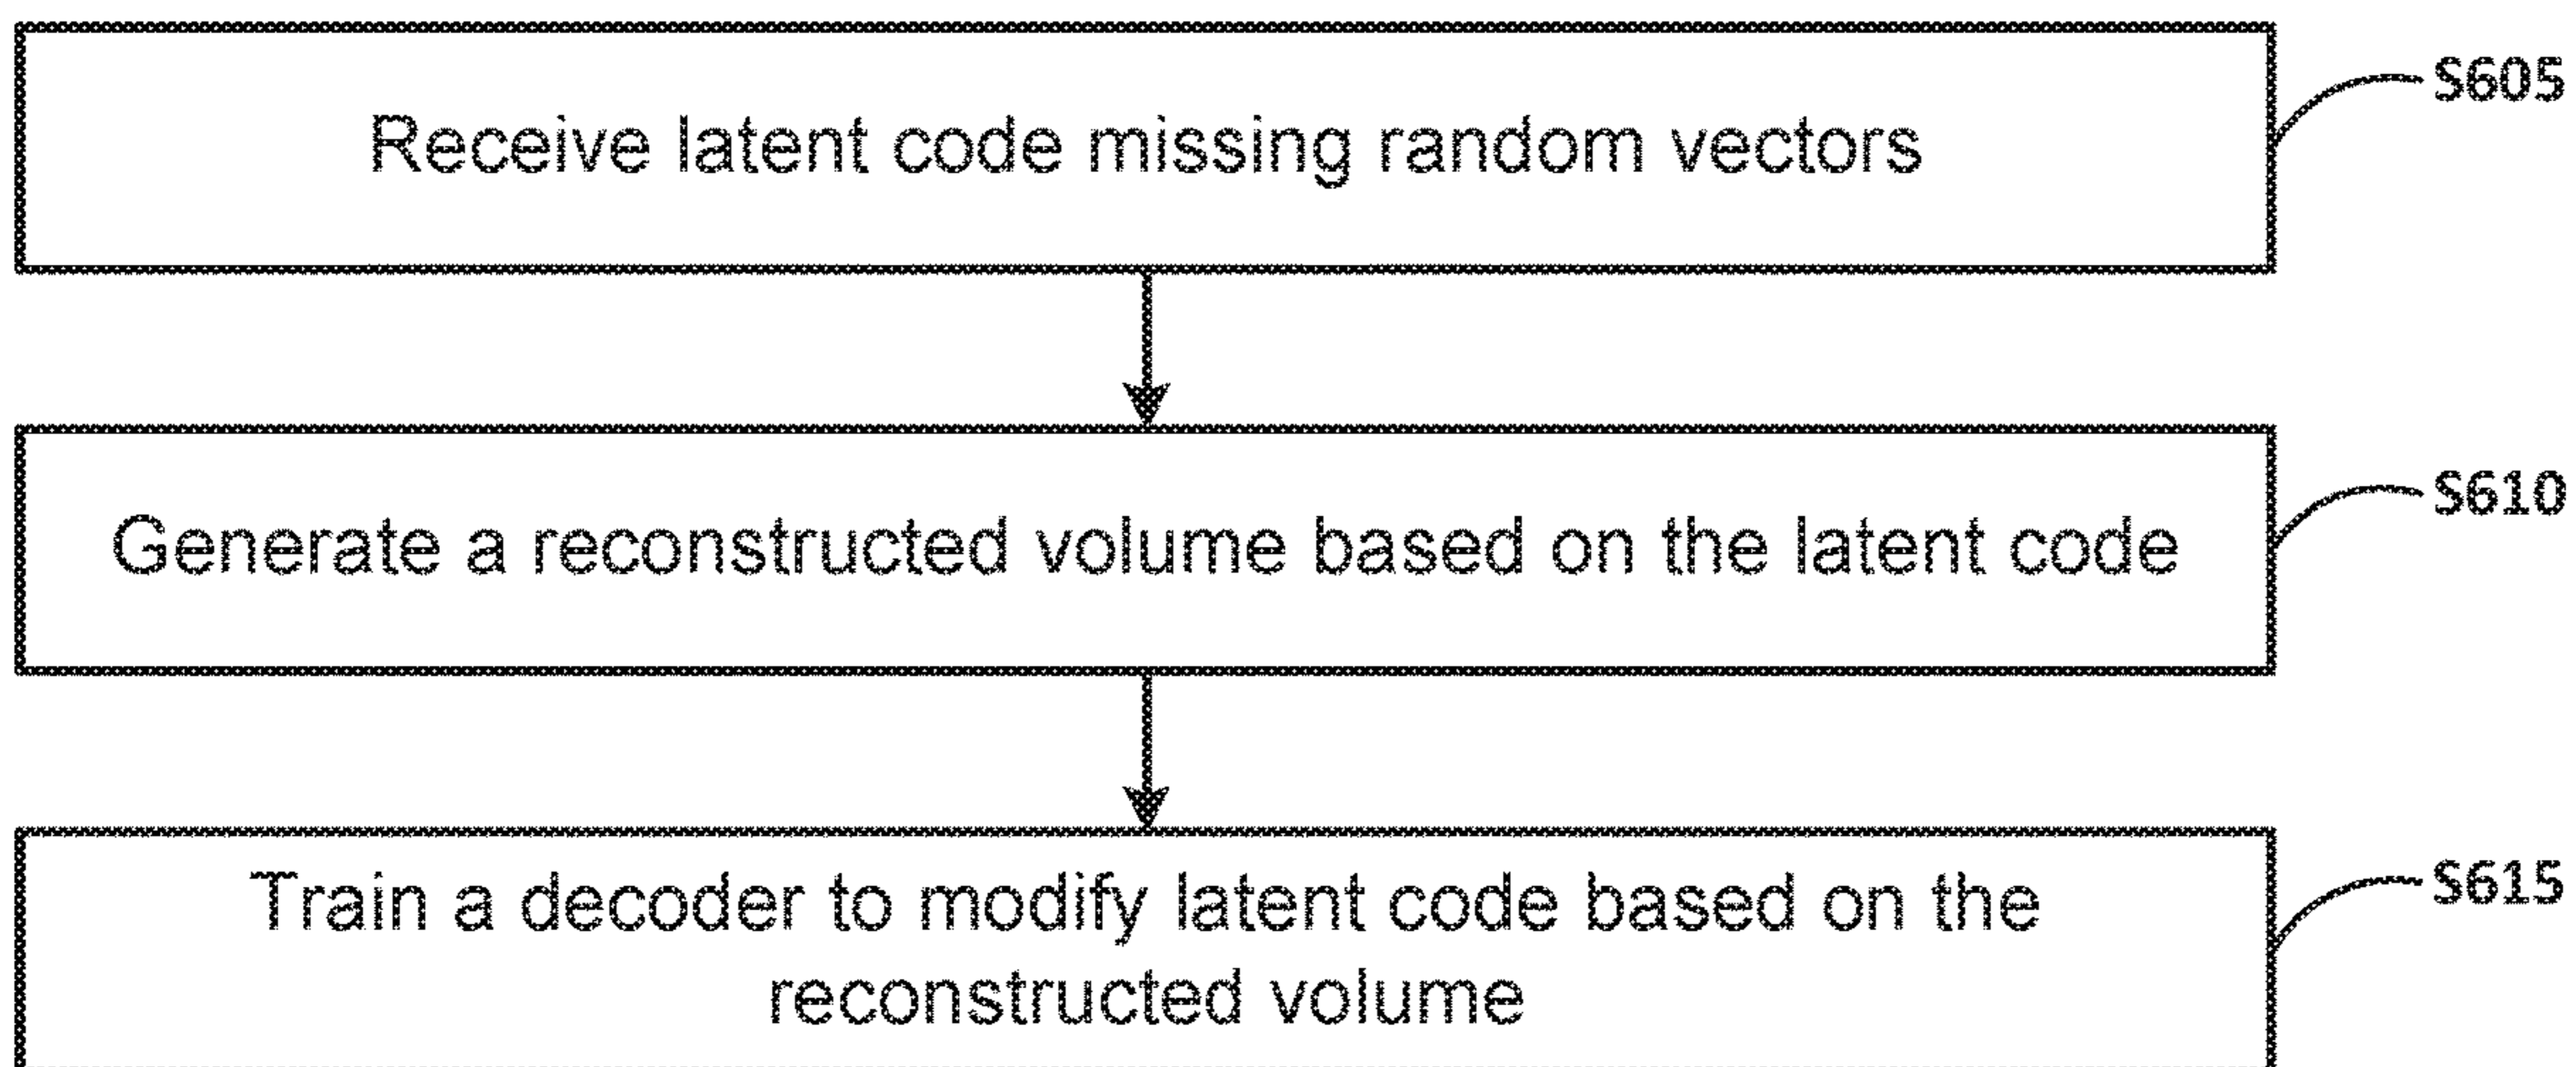 Receive latent code missing random vectors
S605
Generate a reconstructed volume based on the latent code
S610
Train a decoder to modify latent code based on the
reconstructed volume
S615